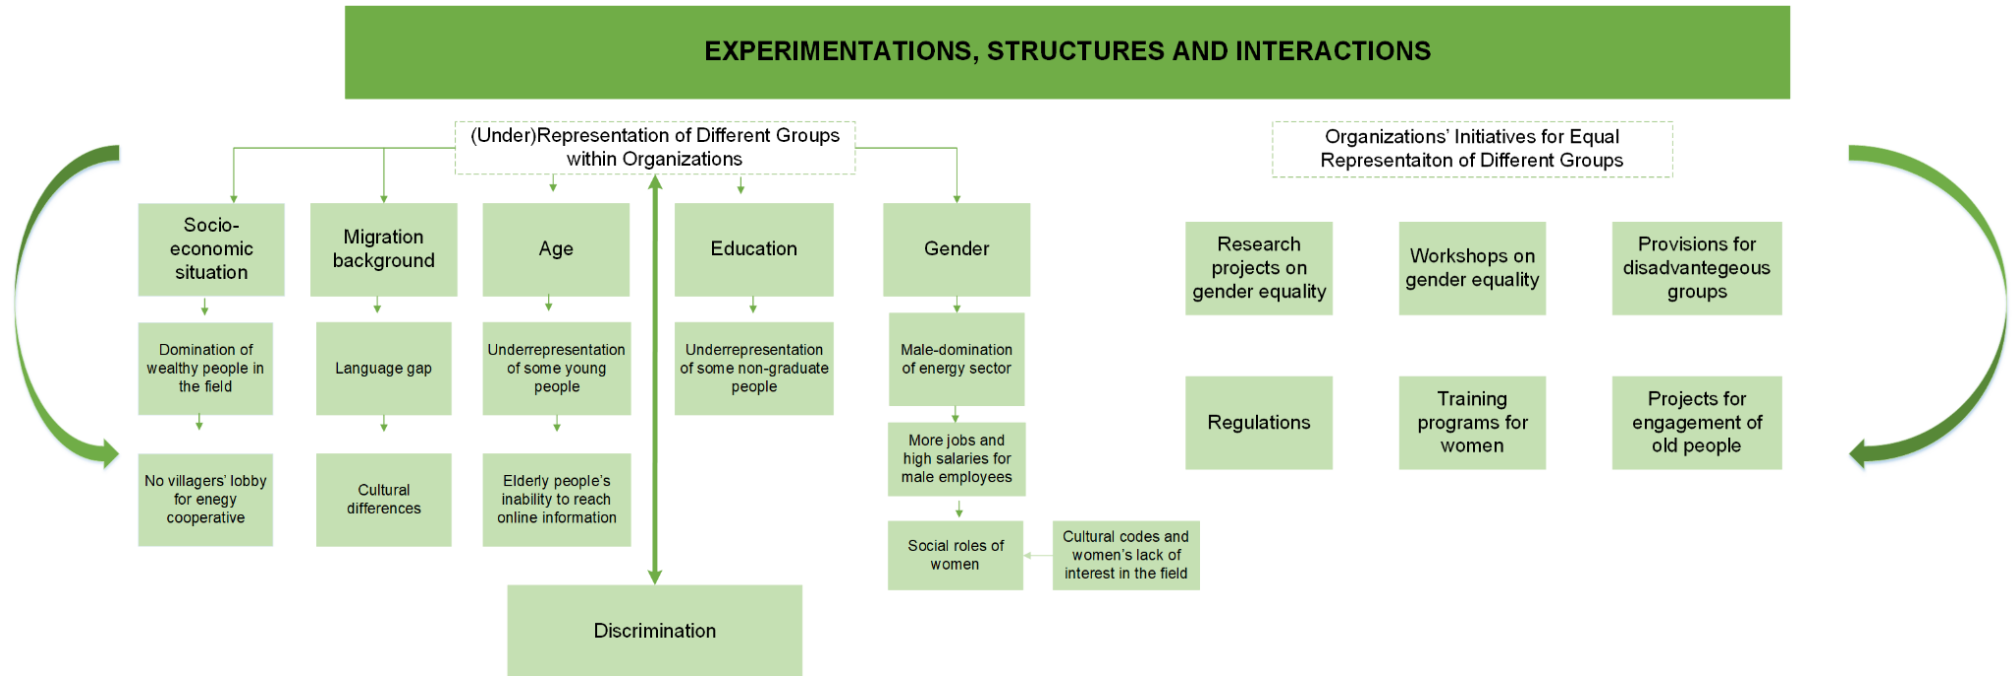 EXPERIMENTATIONS, STRUCTURES AND INTERACTIONS
(Under)Representation of Different Groups
within Organizations
Organizations' Initiatives for Equal
Representaiton of Different Groups
Socio-
economic
situation
Migration
background
Age
Education
Gender
Research
projects on
gender equality
Workshops on
gender equality
Provisions for
disadvantegeous
groups
Domination of
wealthy people in
the field
Language gap
Underrepresentation
of some young
people
Underrepresentation
of some non-graduate
people
Male-domination
of energy sector
Regulations
Training
programs for
women
Projects for
engagement of
old people
No villagers' lobby
for enegy
cooperative
Cultural
differences
Elderly people's
inability to reach
online information
More jobs and
high salaries for
male employees
Social roles of
women
Cultural codes and
women's lack of
interest in the field
Discrimination